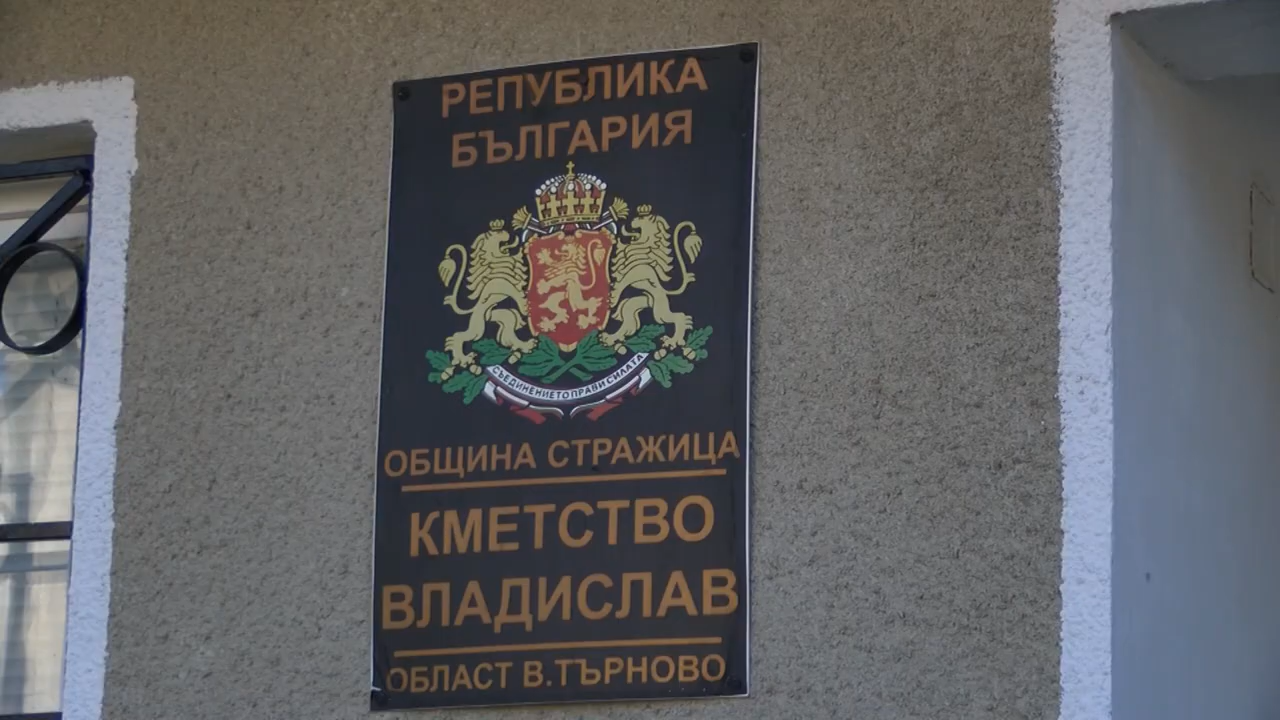 РЕПУБЛИКА
БЪЛГАРИЯ
СЪЕДИНЕНИЕТО ПРАВИ СИЛАТА
ОБЩИНА СТРАЖИЦА
КМЕТСТВО
ВЛАДИСЛАВ
ОБЛАСТ В.ТЪРНОВО